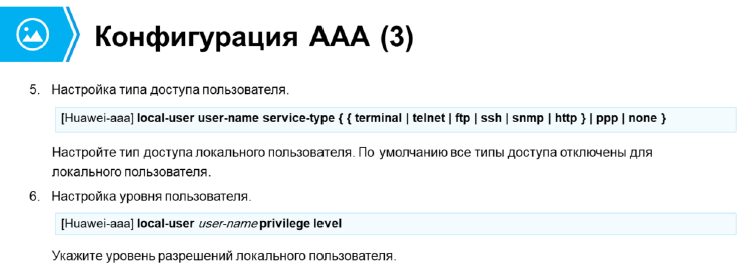 Конфигурация AAA (3)
5. Настройка типа доступа пользователя.
[Huawei-aaa] local-user user-name service-type { { terminal | telnet | ftp | ssh | snmp | http } | ppp | none }
Настройте тип доступа локального пользователя. По умолчанию все типы доступа отключены для
локального пользователя.
6. Настройка уровня пользователя.
[Huawei-aaa] local-user user-name privilege level
Укажите уровень разрешений локального пользователя.